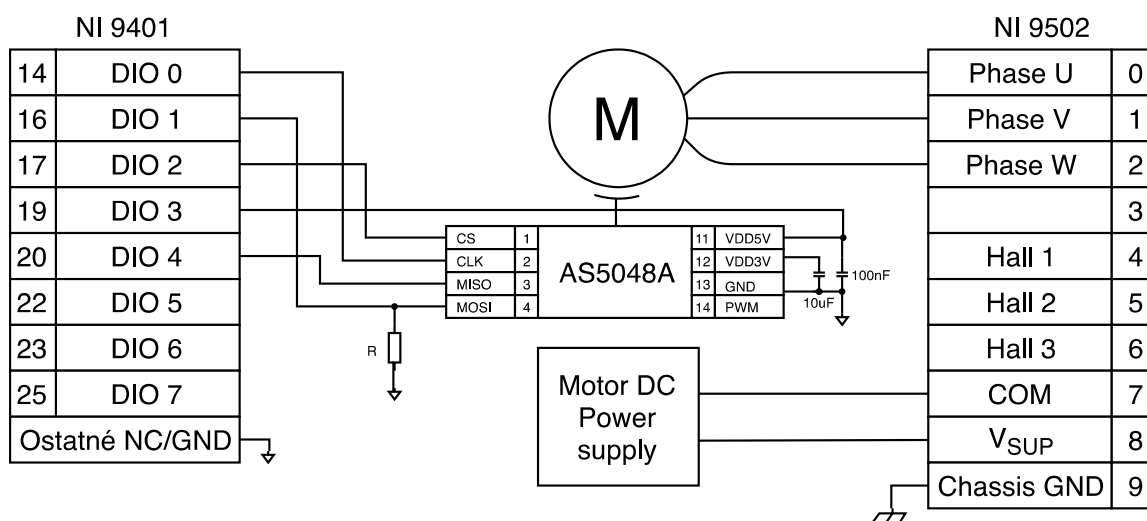 NI 9401
14 DIO 0
16 DIO 1
17 DIO 2
19 DIO 3
20 DIO 4
22 DIO 5
23 DIO 6
25 DIO 7
Ostatné NC/GND
M
CS 1
CLK 2
MISO 3
MOSI 4
AS5048A
11 VDD5V
12 VDD3V
13 GND
14 PWM
100nF
10uF
R
Motor DC
Power
supply
NI 9502
Phase U 0
Phase V 1
Phase W 2
3
Hall 1 4
Hall 2 5
Hall 3 6
COM 7
VSUP 8
Chassis GND 9